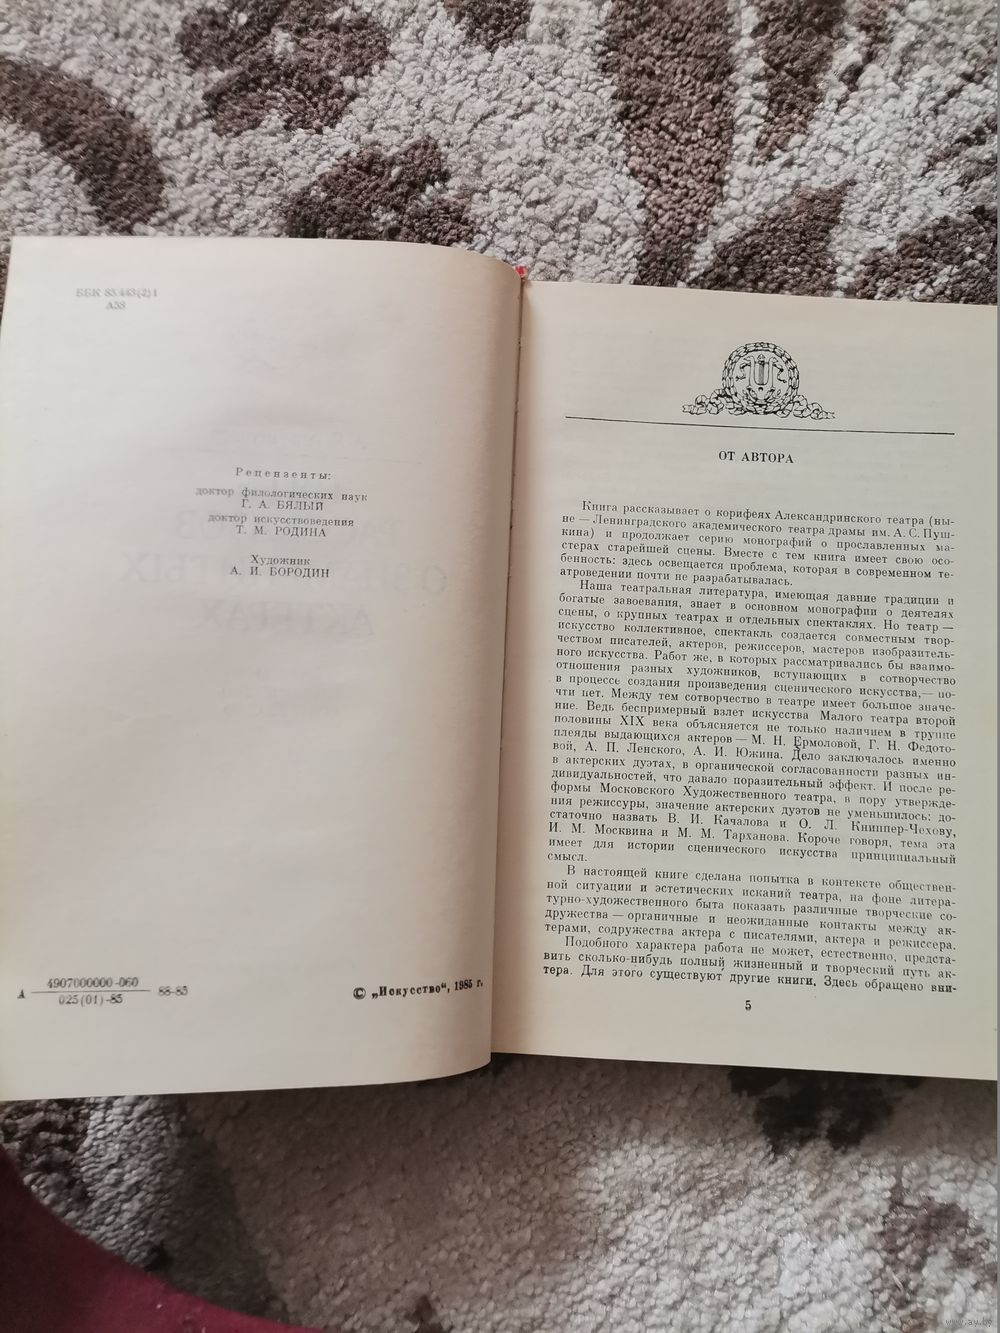 ББК 85.443(2)1
А58
Рецензенты:
доктор филологических наук
Г. А. БЯЛЫЙ
доктор искусствоведения
Т. М. РОДИНА
Художник
А. И. БОРОДИН
А 4907000000-060
025(01)-85
88-85
© „Искусство“, 1985 г.
ОТ АВТОРА
Книга рассказывает о корифеях Александринского театра (ны-
не — Ленинградского академического театра драмы им. А. С. Пуш-
кина) и продолжает серию монографий о прославленных ма-
стерах старейшей сцены. Вместе с тем книга имеет свою осо-
бенность: здесь освещается проблема, которая в современном те-
атроведении почти не разрабатывалась.
Наша театральная литература, имеющая давние традиции и
богатые завоевания, знает в основном монографии о деятелях
сцены, о крупных театрах и отдельных спектаклях. Но театр —
искусство коллективное, спектакль создается совместным твор-
чеством писателей, актеров, режиссеров, мастеров изобразитель-
ного искусства. Работ же, в которых рассматривались бы взаимо-
отношения разных художников, вступающих в сотворчество
в процессе создания произведения сценического искусства,— по-
чти нет. Между тем сотворчество в театре имеет большое значе-
ние. Ведь беспримерный взлет искусства Малого театра второй
половины XIX века объясняется не только наличием в труппе
плеяды выдающихся актеров — М. Н. Ермоловой, Г. Н. Федото-
вой, А. П. Ленского, А. И. Южина. Дело заключалось именно
в актерских дуэтах, в органической согласованности разных ин-
дивидуальностей, что давало поразительный эффект. И после ре-
формы Московского Художественного театра, в пору утвержде-
ния режиссуры, значение актерских дуэтов не уменьшилось: до-
статочно назвать В. И. Качалова и О. Л. Книппер-Чехову,
И. М. Москвина и М. М. Тарханова. Короче говоря, тема эта
имеет для истории сценического искусства принципиальный
смысл.
В настоящей книге сделана попытка в контексте обществен-
ной ситуации и эстетических исканий театра, на фоне литера-
турно-художественного быта показать различные творческие со-
дружества — органичные и неожиданные контакты между ак-
терами, содружества актера с писателями, актера и режиссера.
Подобного характера работа не может, естественно, предста-
вить сколько-нибудь полный жизненный и творческий путь ак-
тера. Для этого существуют другие книги. Здесь обращено вни-
5
www.ay.by